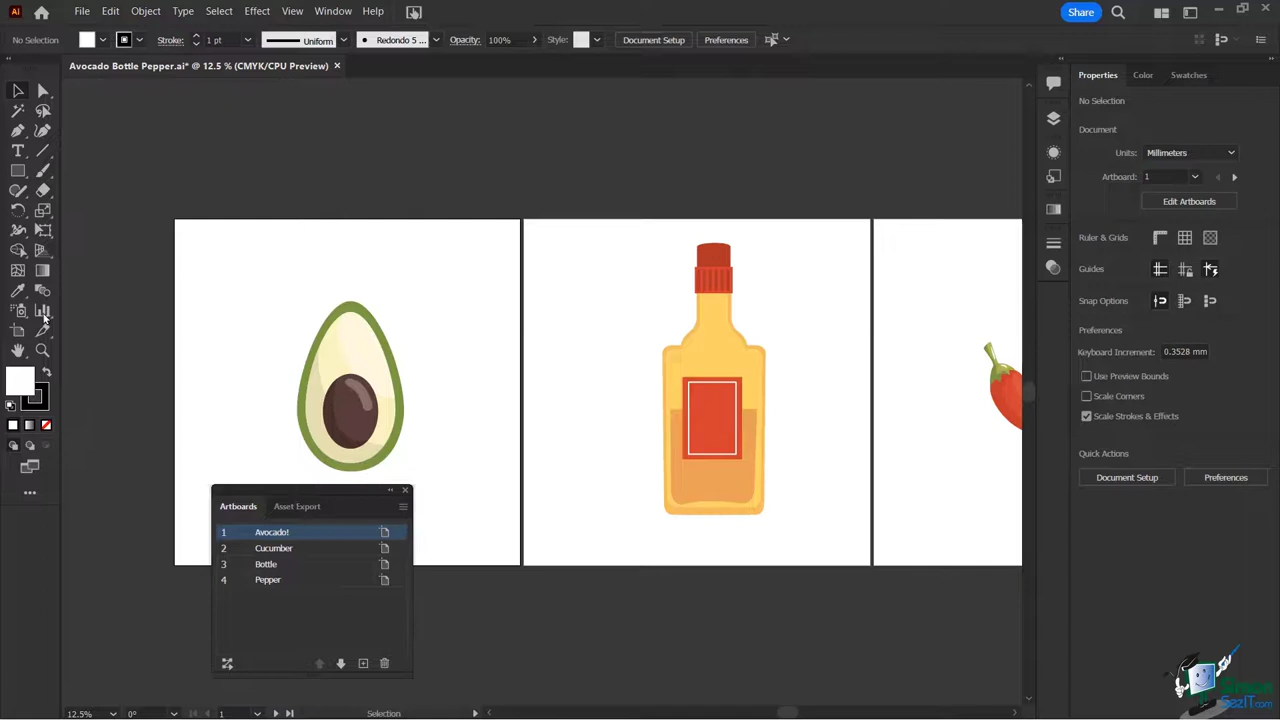 Ai
File Edit Object Type Select Effect View Window Help
Share
No Selection
Stroke: 1 pt Uniform Redondo 5 ... Opacity: 100% Style: Document Setup Preferences
Avocado Bottle Pepper.ai* @ 12.5 % (CMYK/CPU Preview) ×
Properties Color Swatches
No Selection
Document
Units: Millimeters
Artboard: 1
Edit Artboards
Ruler & Grids
Guides
Snap Options
Preferences
Keyboard Increment: 0.3528 mm
Use Preview Bounds
Scale Corners
Scale Strokes & Effects
Quick Actions
Document Setup Preferences
Artboards Asset Export
1 Avocado!
2 Cucumber
3 Bottle
4 Pepper
12.5% 0° 1 Selection
SezIT.com